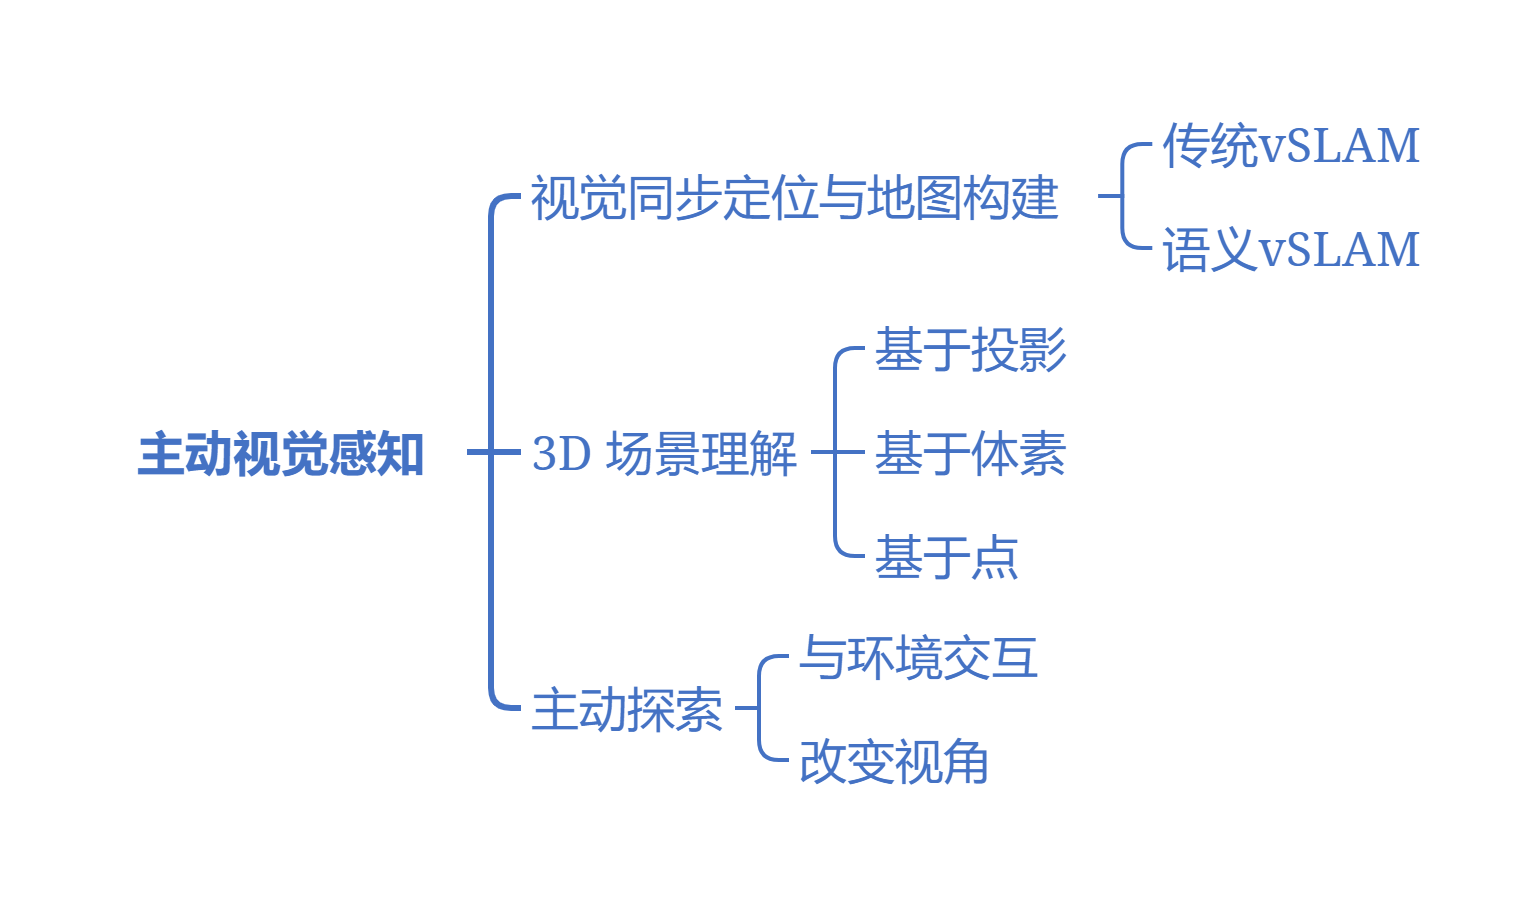 主动视觉感知
视觉同步定位与地图构建
传统vSLAM
语义vSLAM
3D 场景理解
基于投影
基于体素
基于点
主动探索
与环境交互
改变视角